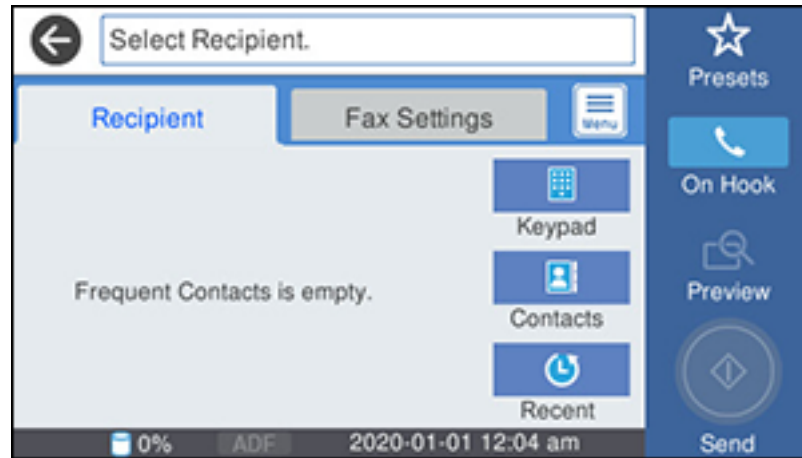 Select Recipient.
Presets
Recipient
Fax Settings
Menu
On Hook
Keypad
Frequent Contacts is empty.
Preview
Contacts
Recent
0%
ADF
2020-01-01 12:04 am
Send